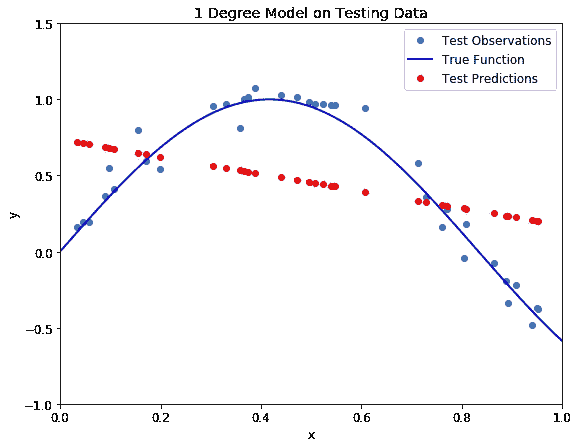 1 Degree Model on Testing Data
Test Observations
True Function
Test Predictions
y
1.5
1.0
0.5
0.0
−0.5
−1.0
0.0
0.2
0.4
0.6
0.8
1.0
x